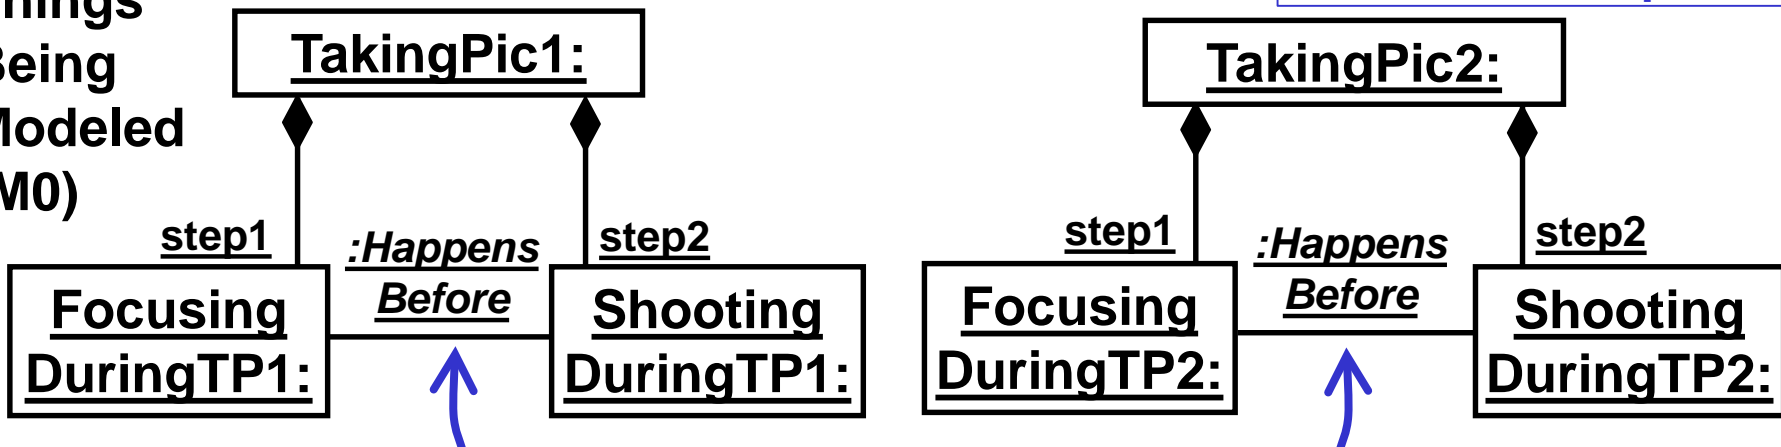 Being
Modeled
(M0)
TakingPic1:
step1
:Happens
Before
step2
Focusing
DuringTP1:
Shooting
DuringTP1:
TakingPic2:
step1
:Happens
Before
step2
Focusing
DuringTP2:
Shooting
DuringTP2: